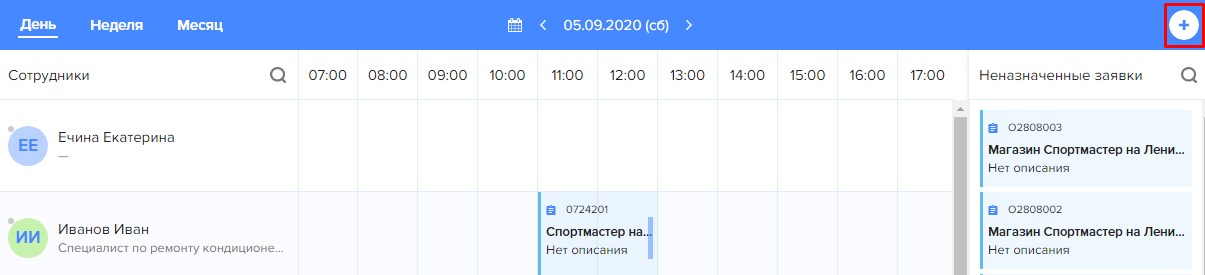 День Неделя Месяц 05.09.2020 (сб) +
Сотрудники 07:00 08:00 09:00 10:00 11:00 12:00 13:00 14:00 15:00 16:00 17:00 Неназначенные заявки
ЕЕ Ечина Екатерина
—
ИИ Иванов Иван
Специалист по ремонту кондиционе...
0724201
Спортмастер на...
Нет описания
О2808003
Магазин Спортмастер на Лени...
Нет описания
О2808002
Магазин Спортмастер на Лени...
Нет описания